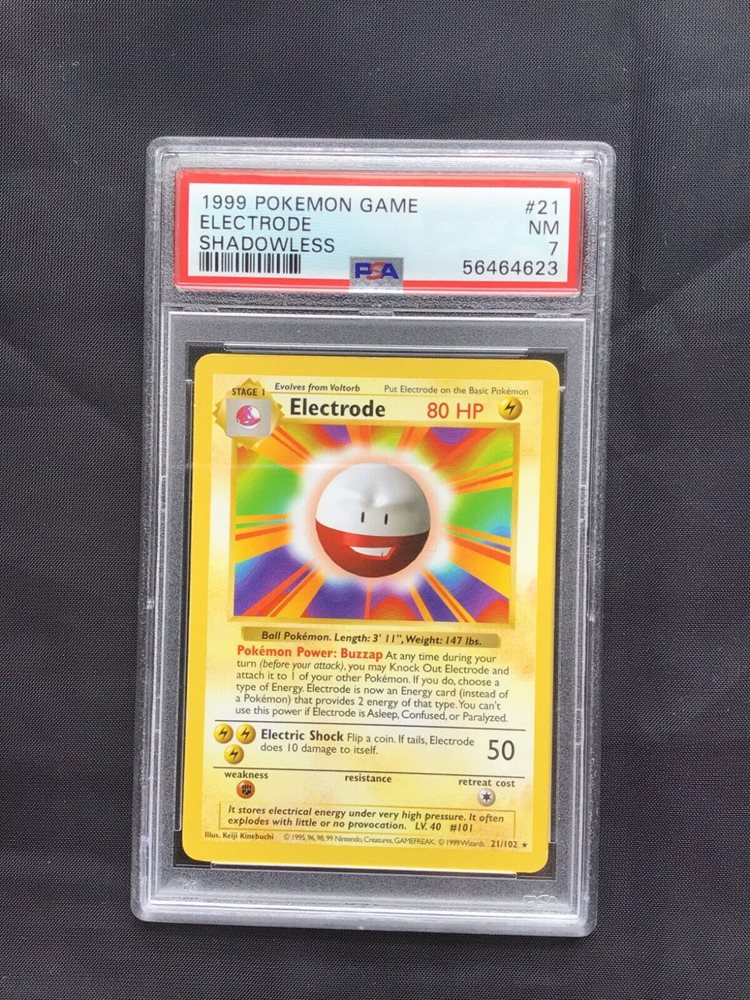 1999 POKEMON GAME #21
ELECTRODE NM
SHADOWLESS 7
PSA 56464623
STAGE 1 Evolves from Voltorb Put Electrode on the Basic Pokémon
Electrode 80 HP
Ball Pokémon. Length: 3' 11", Weight: 147 lbs.
Pokémon Power: Buzzap At any time during your
turn (before your attack), you may Knock Out Electrode and
attach it to 1 of your other Pokémon. If you do, choose a
type of Energy. Electrode is now an Energy card (instead of
a Pokémon) that provides 2 energy of that type. You can't
use this power if Electrode is Asleep, Confused, or Paralyzed.
Electric Shock Flip a coin. If tails, Electrode
does 10 damage to itself. 50
weakness resistance retreat cost
It stores electrical energy under very high pressure. It often
explodes with little or no provocation. LV. 40 #101
Illus. Keiji Kinebuchi © 1995, 96, 98, 99 Nintendo, Creatures, GAMEFREAK. © 1999 Wizards. 21/102 ★
PSA